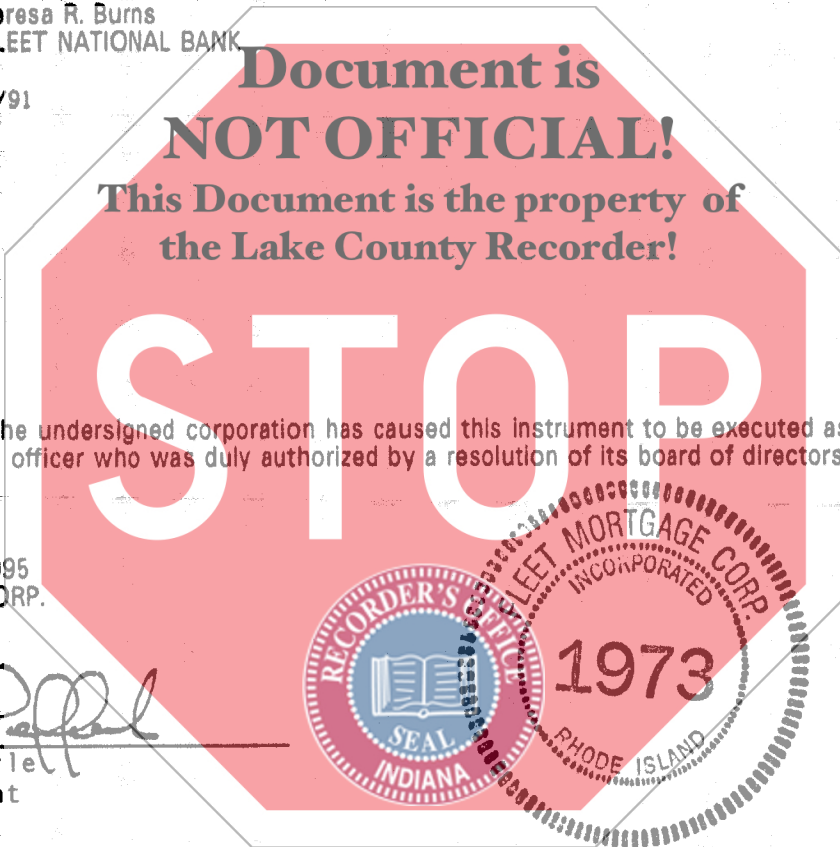 resa R. Burns
LEET NATIONAL BANK
/91
Document is
NOT OFFICIAL!
This Document is the property of
the Lake County Recorder!
STOP
he undersigned corporation has caused this instrument to be executed as
officer who was duly authorized by a resolution of its board of directors
95
ORP.
le
t
RECORDER'S OFFICE
SEAL
INDIANA
FLEET MORTGAGE CORP.
INCORPORATED
1973
RHODE ISLAND